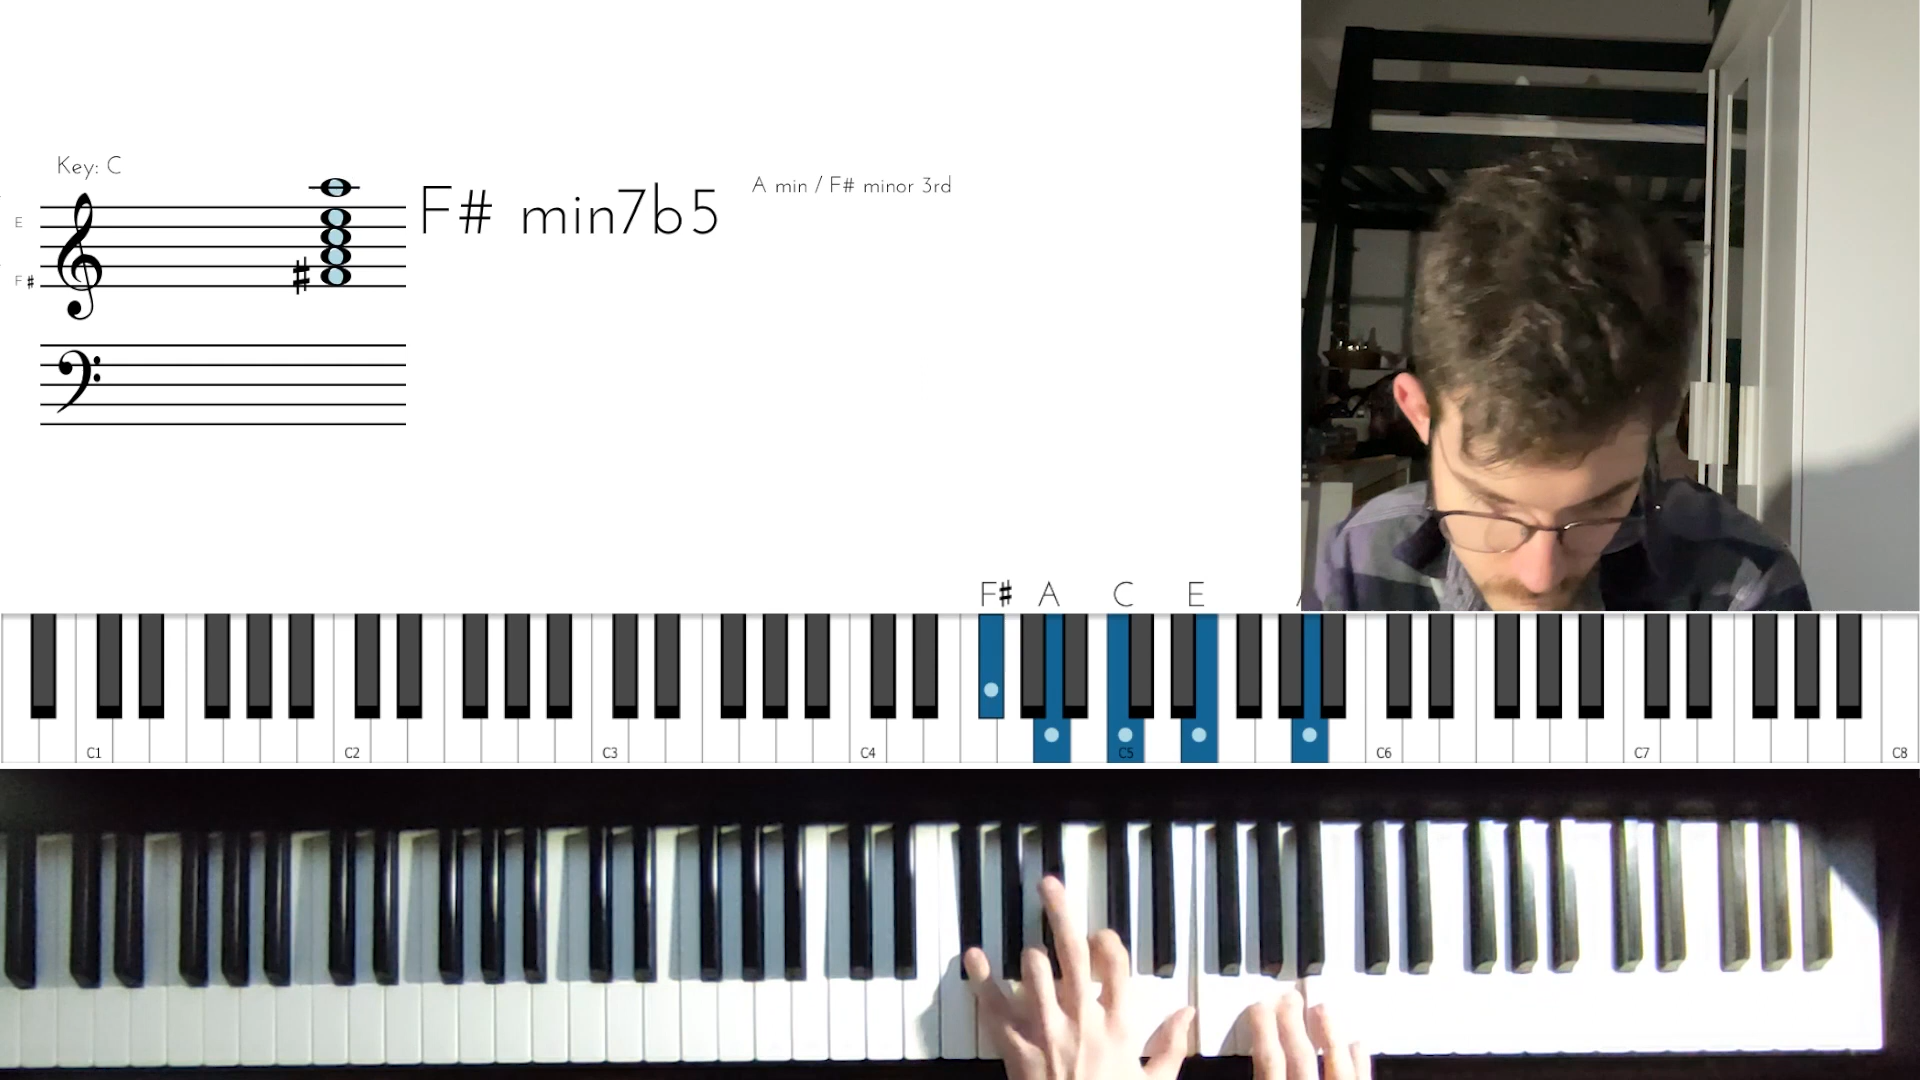 Key: C
E
F#
F# min7b5
A min / F# minor 3rd
F♯ A C E
C1 C2 C3 C4 C5 C6 C7 C8